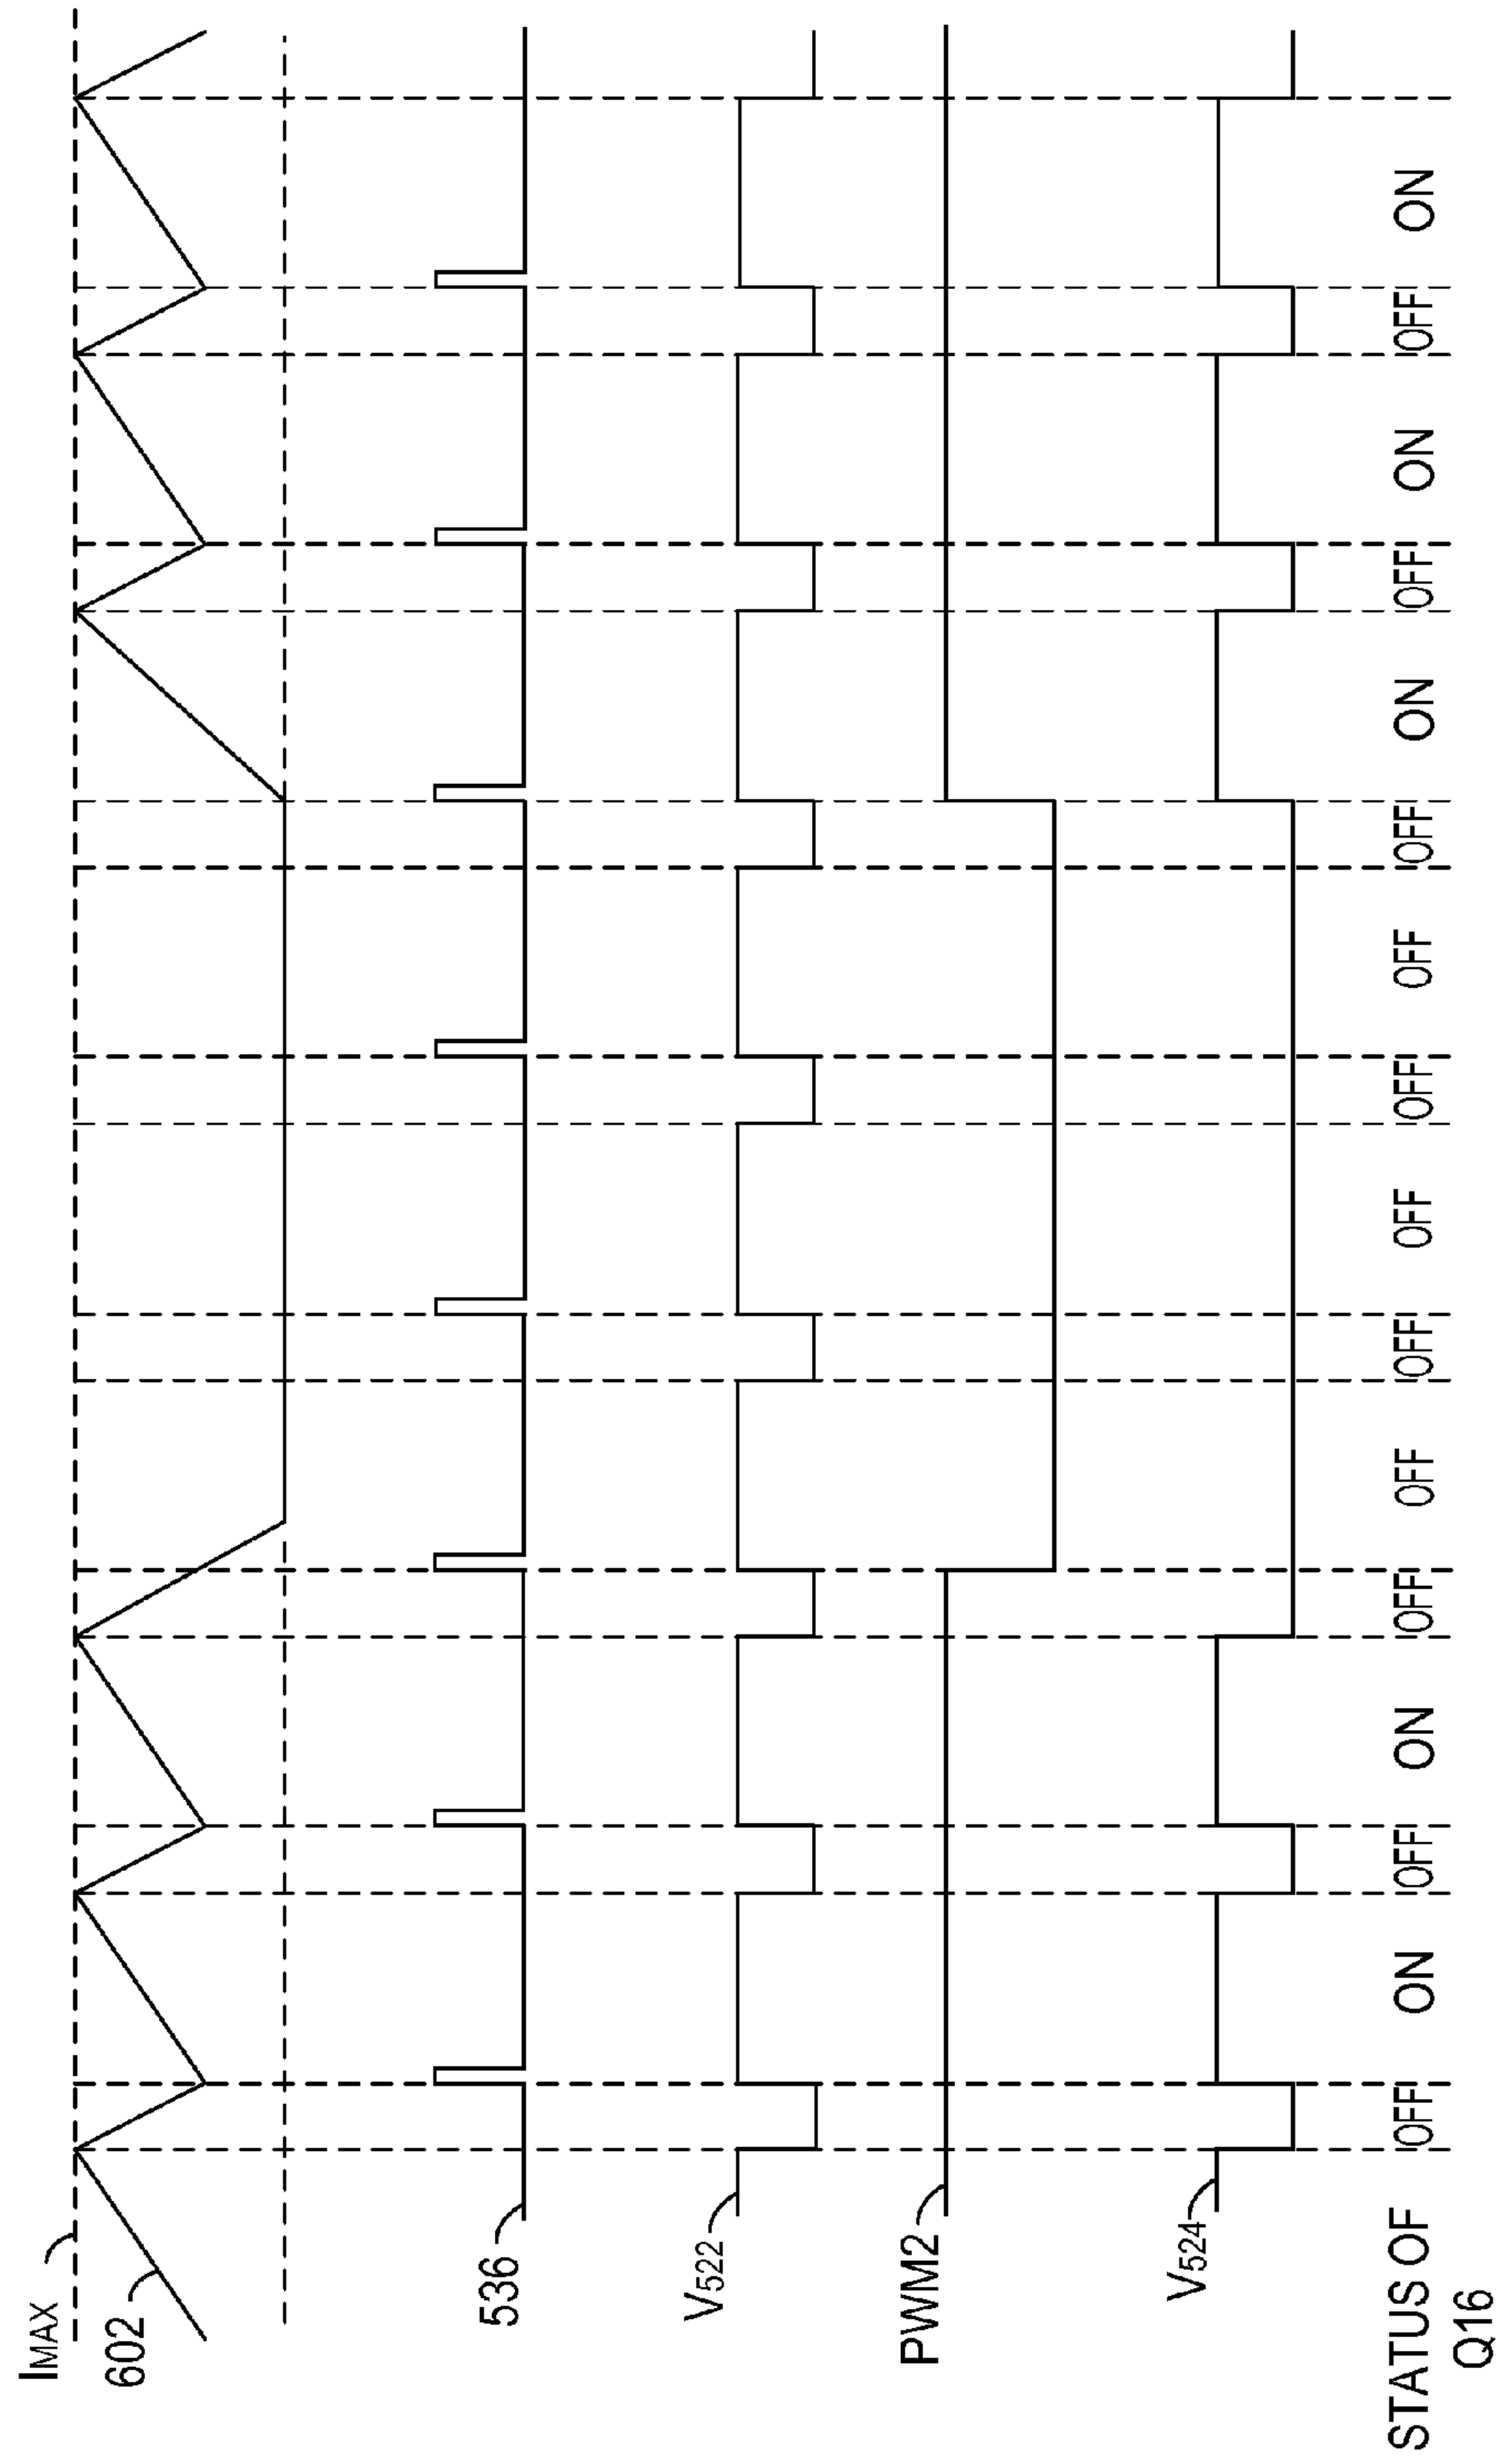 IMAX
602
536
V522
PWM2
V524
STATUS OF Q16
OFF ON OFF ON OFF OFF OFF OFF OFF OFF OFF ON OFF ON OFF ON